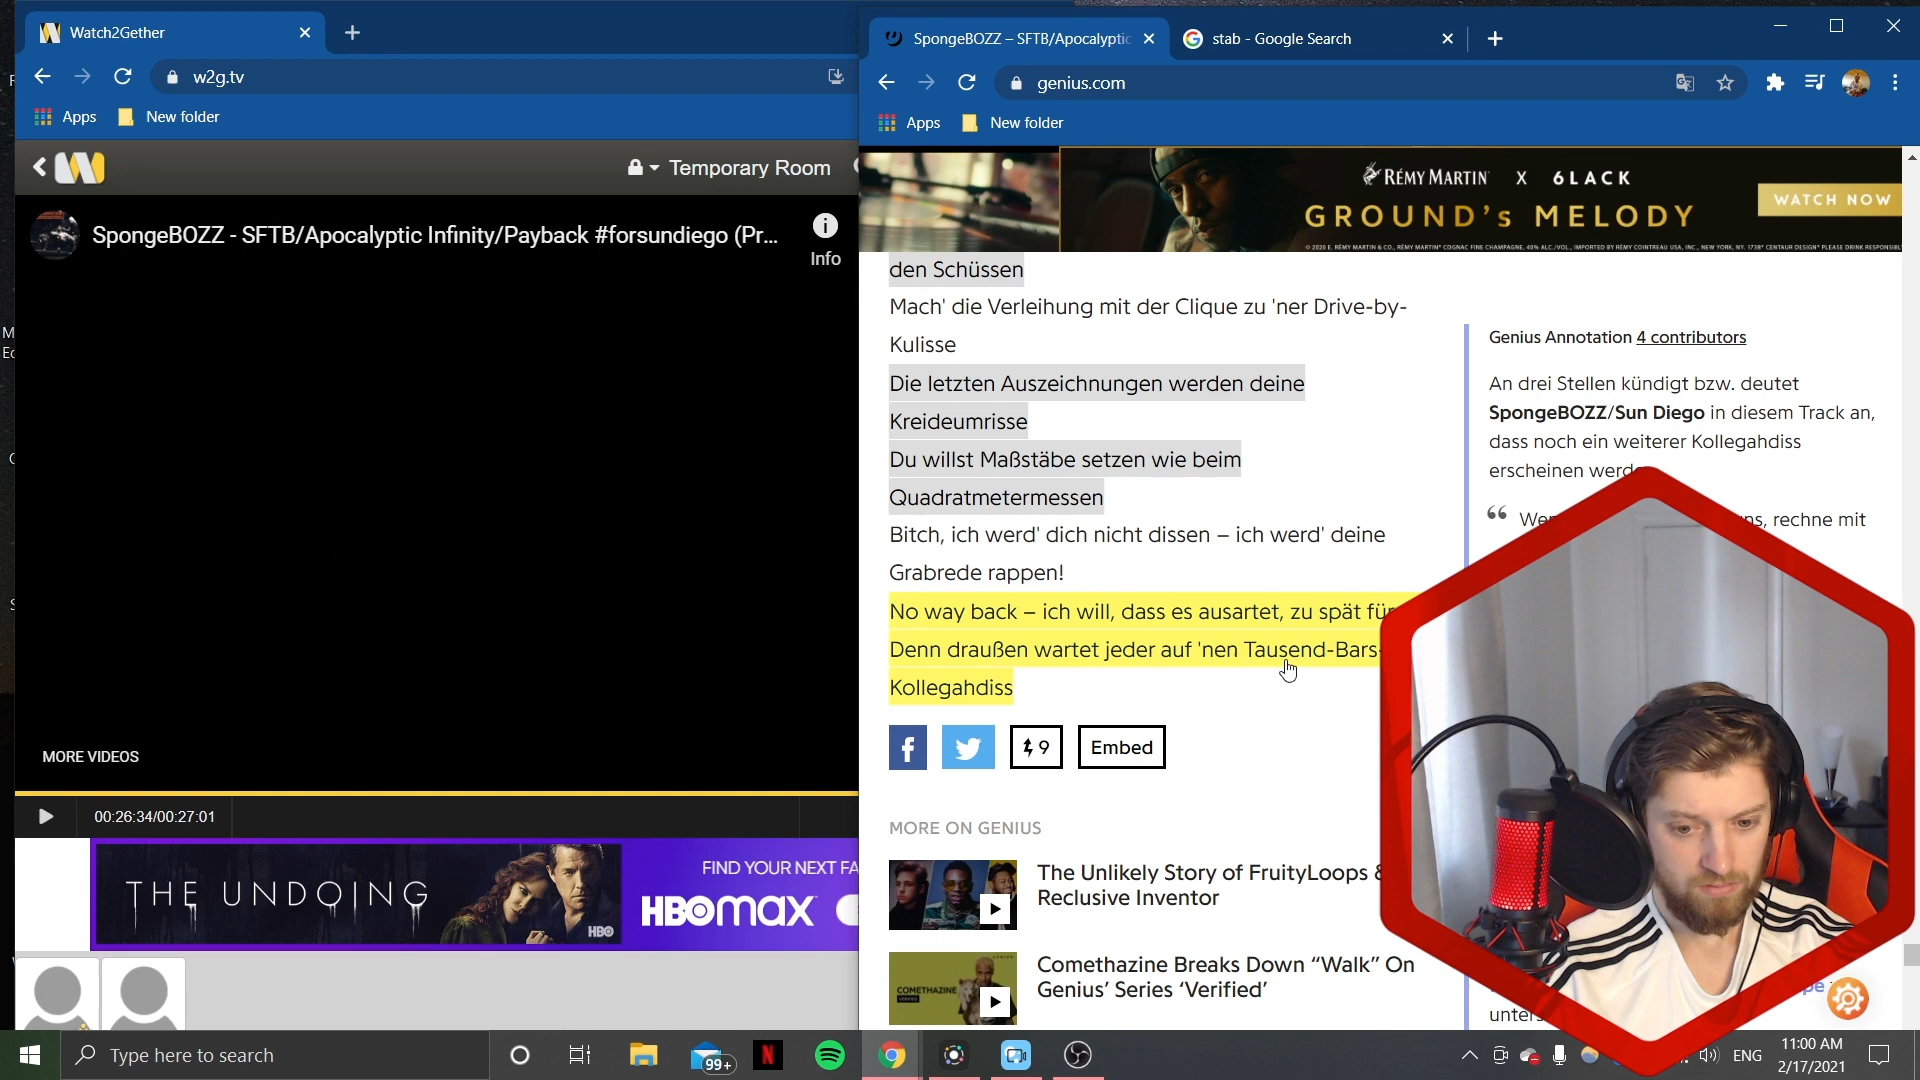 Watch2Gether
w2g.tv
Apps
New folder
Temporary Room
SpongeBOZZ - SFTB/Apocalyptic Infinity/Payback #forsundiego (Pr...
Info
MORE VIDEOS
00:26:34/00:27:01
THE UNDOING
HBO
FIND YOUR NEXT FA
HBOmax
SpongeBOZZ – SFTB/Apocalyptic
stab - Google Search
genius.com
Apps
New folder
RÉMY MARTIN X 6LACK
GROUND's MELODY
WATCH NOW
den Schüssen
Mach' die Verleihung mit der Clique zu 'ner Drive-by-
Kulisse
Die letzten Auszeichnungen werden deine
Kreideumrisse
Du willst Maßstäbe setzen wie beim
Quadratmetermessen
Bitch, ich werd' dich nicht dissen – ich werd' deine
Grabrede rappen!
No way back – ich will, dass es ausartet, zu spät für
Denn draußen wartet jeder auf 'nen Tausend-Bars-
Kollegahdiss
9
Embed
MORE ON GENIUS
The Unlikely Story of FruityLoops &
Reclusive Inventor
COMETHAZINE
VERIFIED
Comethazine Breaks Down “Walk” On
Genius’ Series ‘Verified’
Genius Annotation 4 contributors
An drei Stellen kündigt bzw. deutet
SpongeBOZZ/Sun Diego in diesem Track an,
dass noch ein weiterer Kollegahdiss
erscheinen
rechne mit
Type here to search
99+
ENG
11:00 AM
2/17/2021